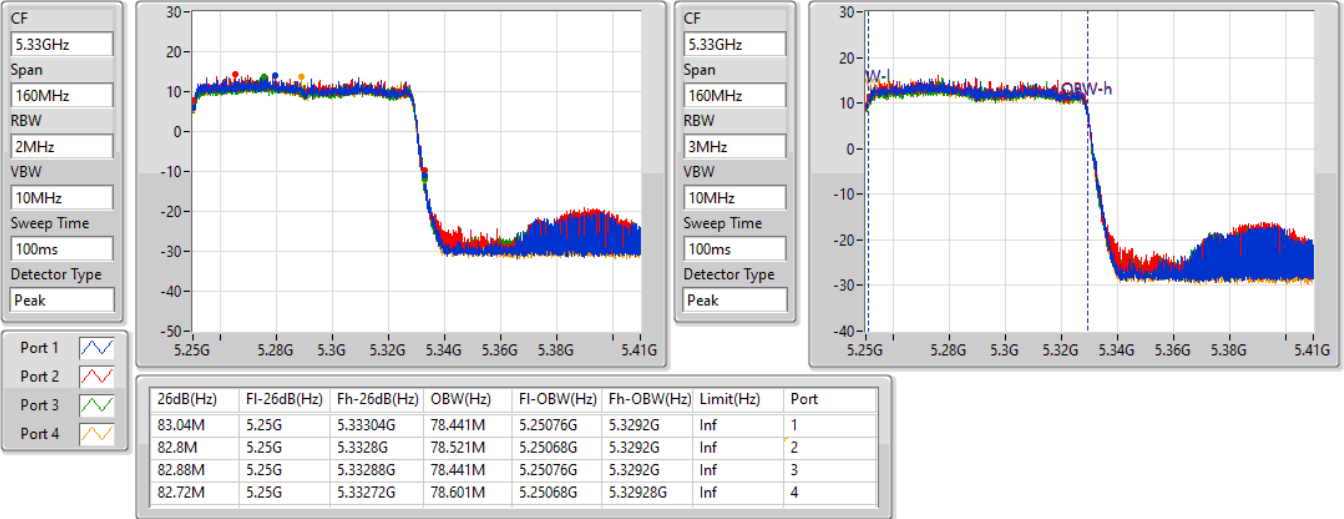 CF
5.33GHz
Span
160MHz
RBW
2MHz
VBW
10MHz
Sweep Time
100ms
Detector Type
Peak
30
20
10
0
-10
-20
-30
-40
-50
5.25G 5.28G 5.3G 5.32G 5.34G 5.36G 5.38G 5.41G
CF
5.33GHz
Span
160MHz
RBW
3MHz
VBW
10MHz
Sweep Time
100ms
Detector Type
Peak
30
20
10
0
-10
-20
-30
-40
W-l
OBW-h
5.25G 5.28G 5.3G 5.32G 5.34G 5.36G 5.38G 5.41G
Port 1
Port 2
Port 3
Port 4
26dB(Hz) Fl-26dB(Hz) Fh-26dB(Hz) OBW(Hz) Fl-OBW(Hz) Fh-OBW(Hz) Limit(Hz) Port
83.04M 5.25G 5.33304G 78.441M 5.25076G 5.3292G Inf 1
82.8M 5.25G 5.3328G 78.521M 5.25068G 5.3292G Inf 2
82.88M 5.25G 5.33288G 78.441M 5.25076G 5.3292G Inf 3
82.72M 5.25G 5.33272G 78.601M 5.25068G 5.32928G Inf 4